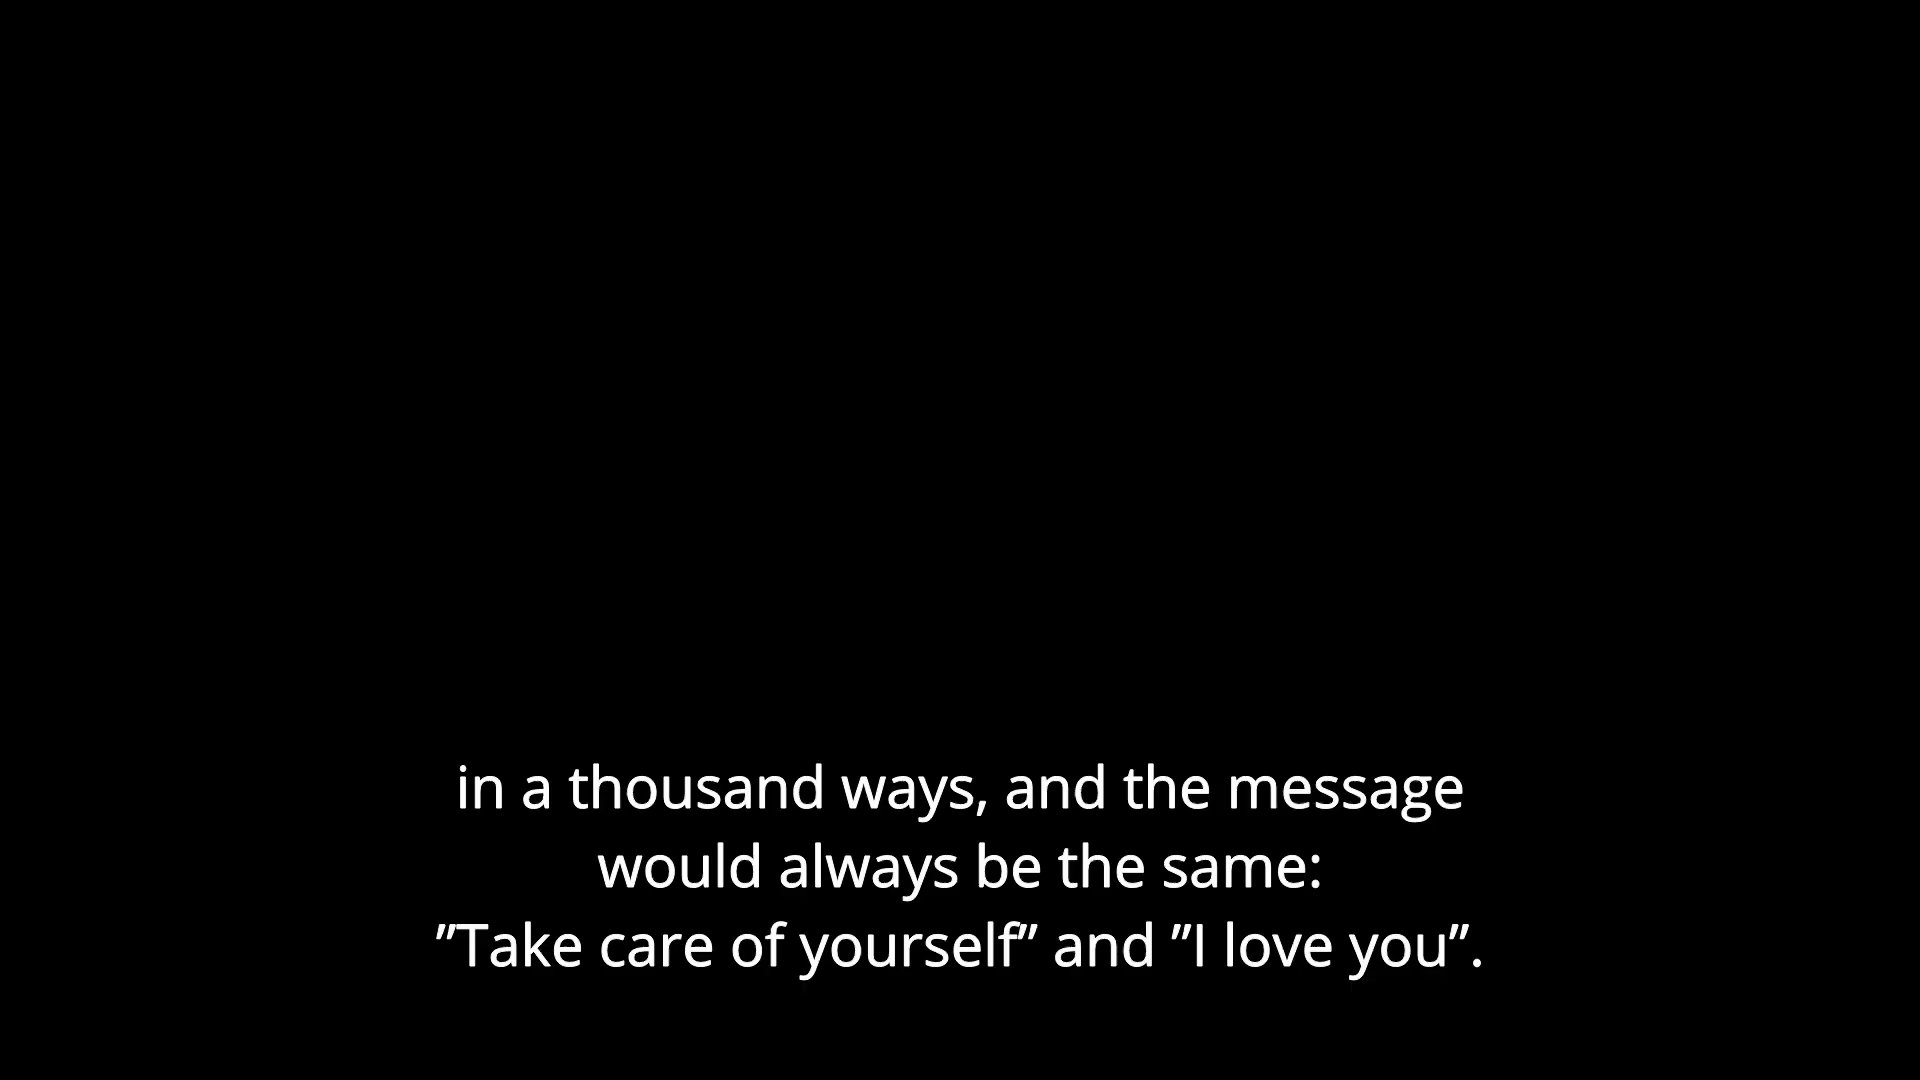 in a thousand ways, and the message
would always be the same:
”Take care of yourself” and ”I love you”.